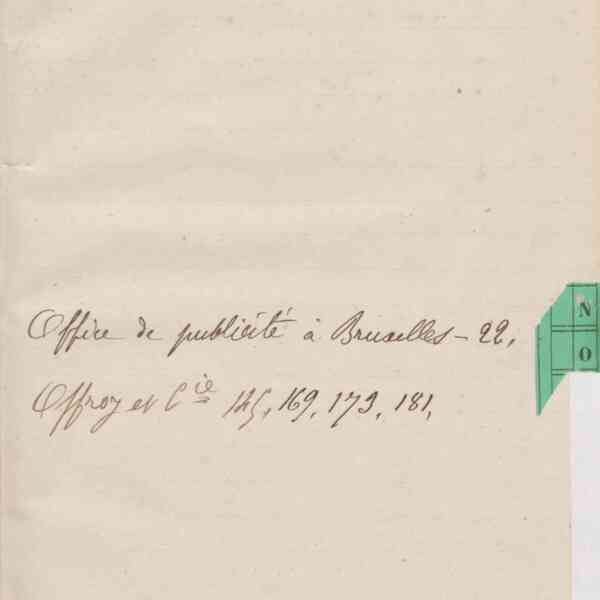 Office de publicité à Bruxelles - 22.
Offroy et Cie 145, 169, 173, 181,
N
O